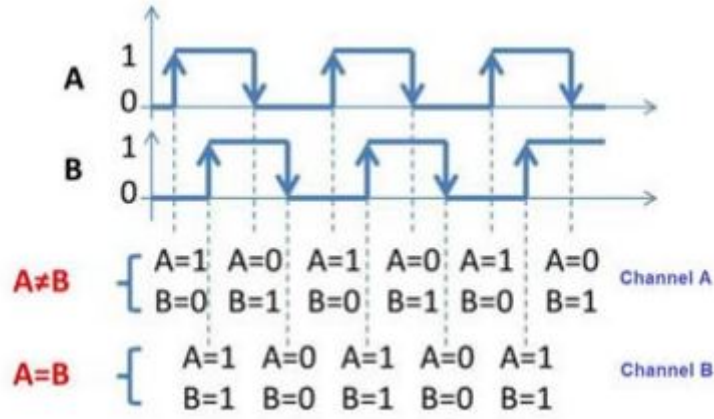 1
A
0
1
B
0
A≠B
A=1 A=0 A=1 A=0 A=1 A=0
B=0 B=1 B=0 B=1 B=0 B=1
Channel A
A=B
A=1 A=0 A=1 A=0 A=1
B=1 B=0 B=1 B=0 B=1
Channel B